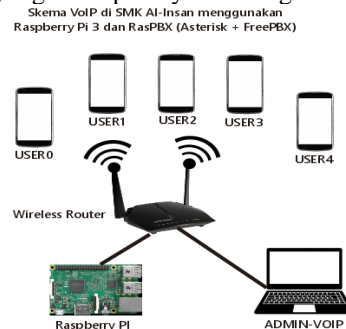 Skema VoIP di SMK Al-Insan menggunakan
Raspberry Pi 3 dan RasPBX (Asterisk + FreePBX)
USER0
USER1
USER2
USER3
USER4
Wireless Router
Raspberry PI
ADMIN-VOIP